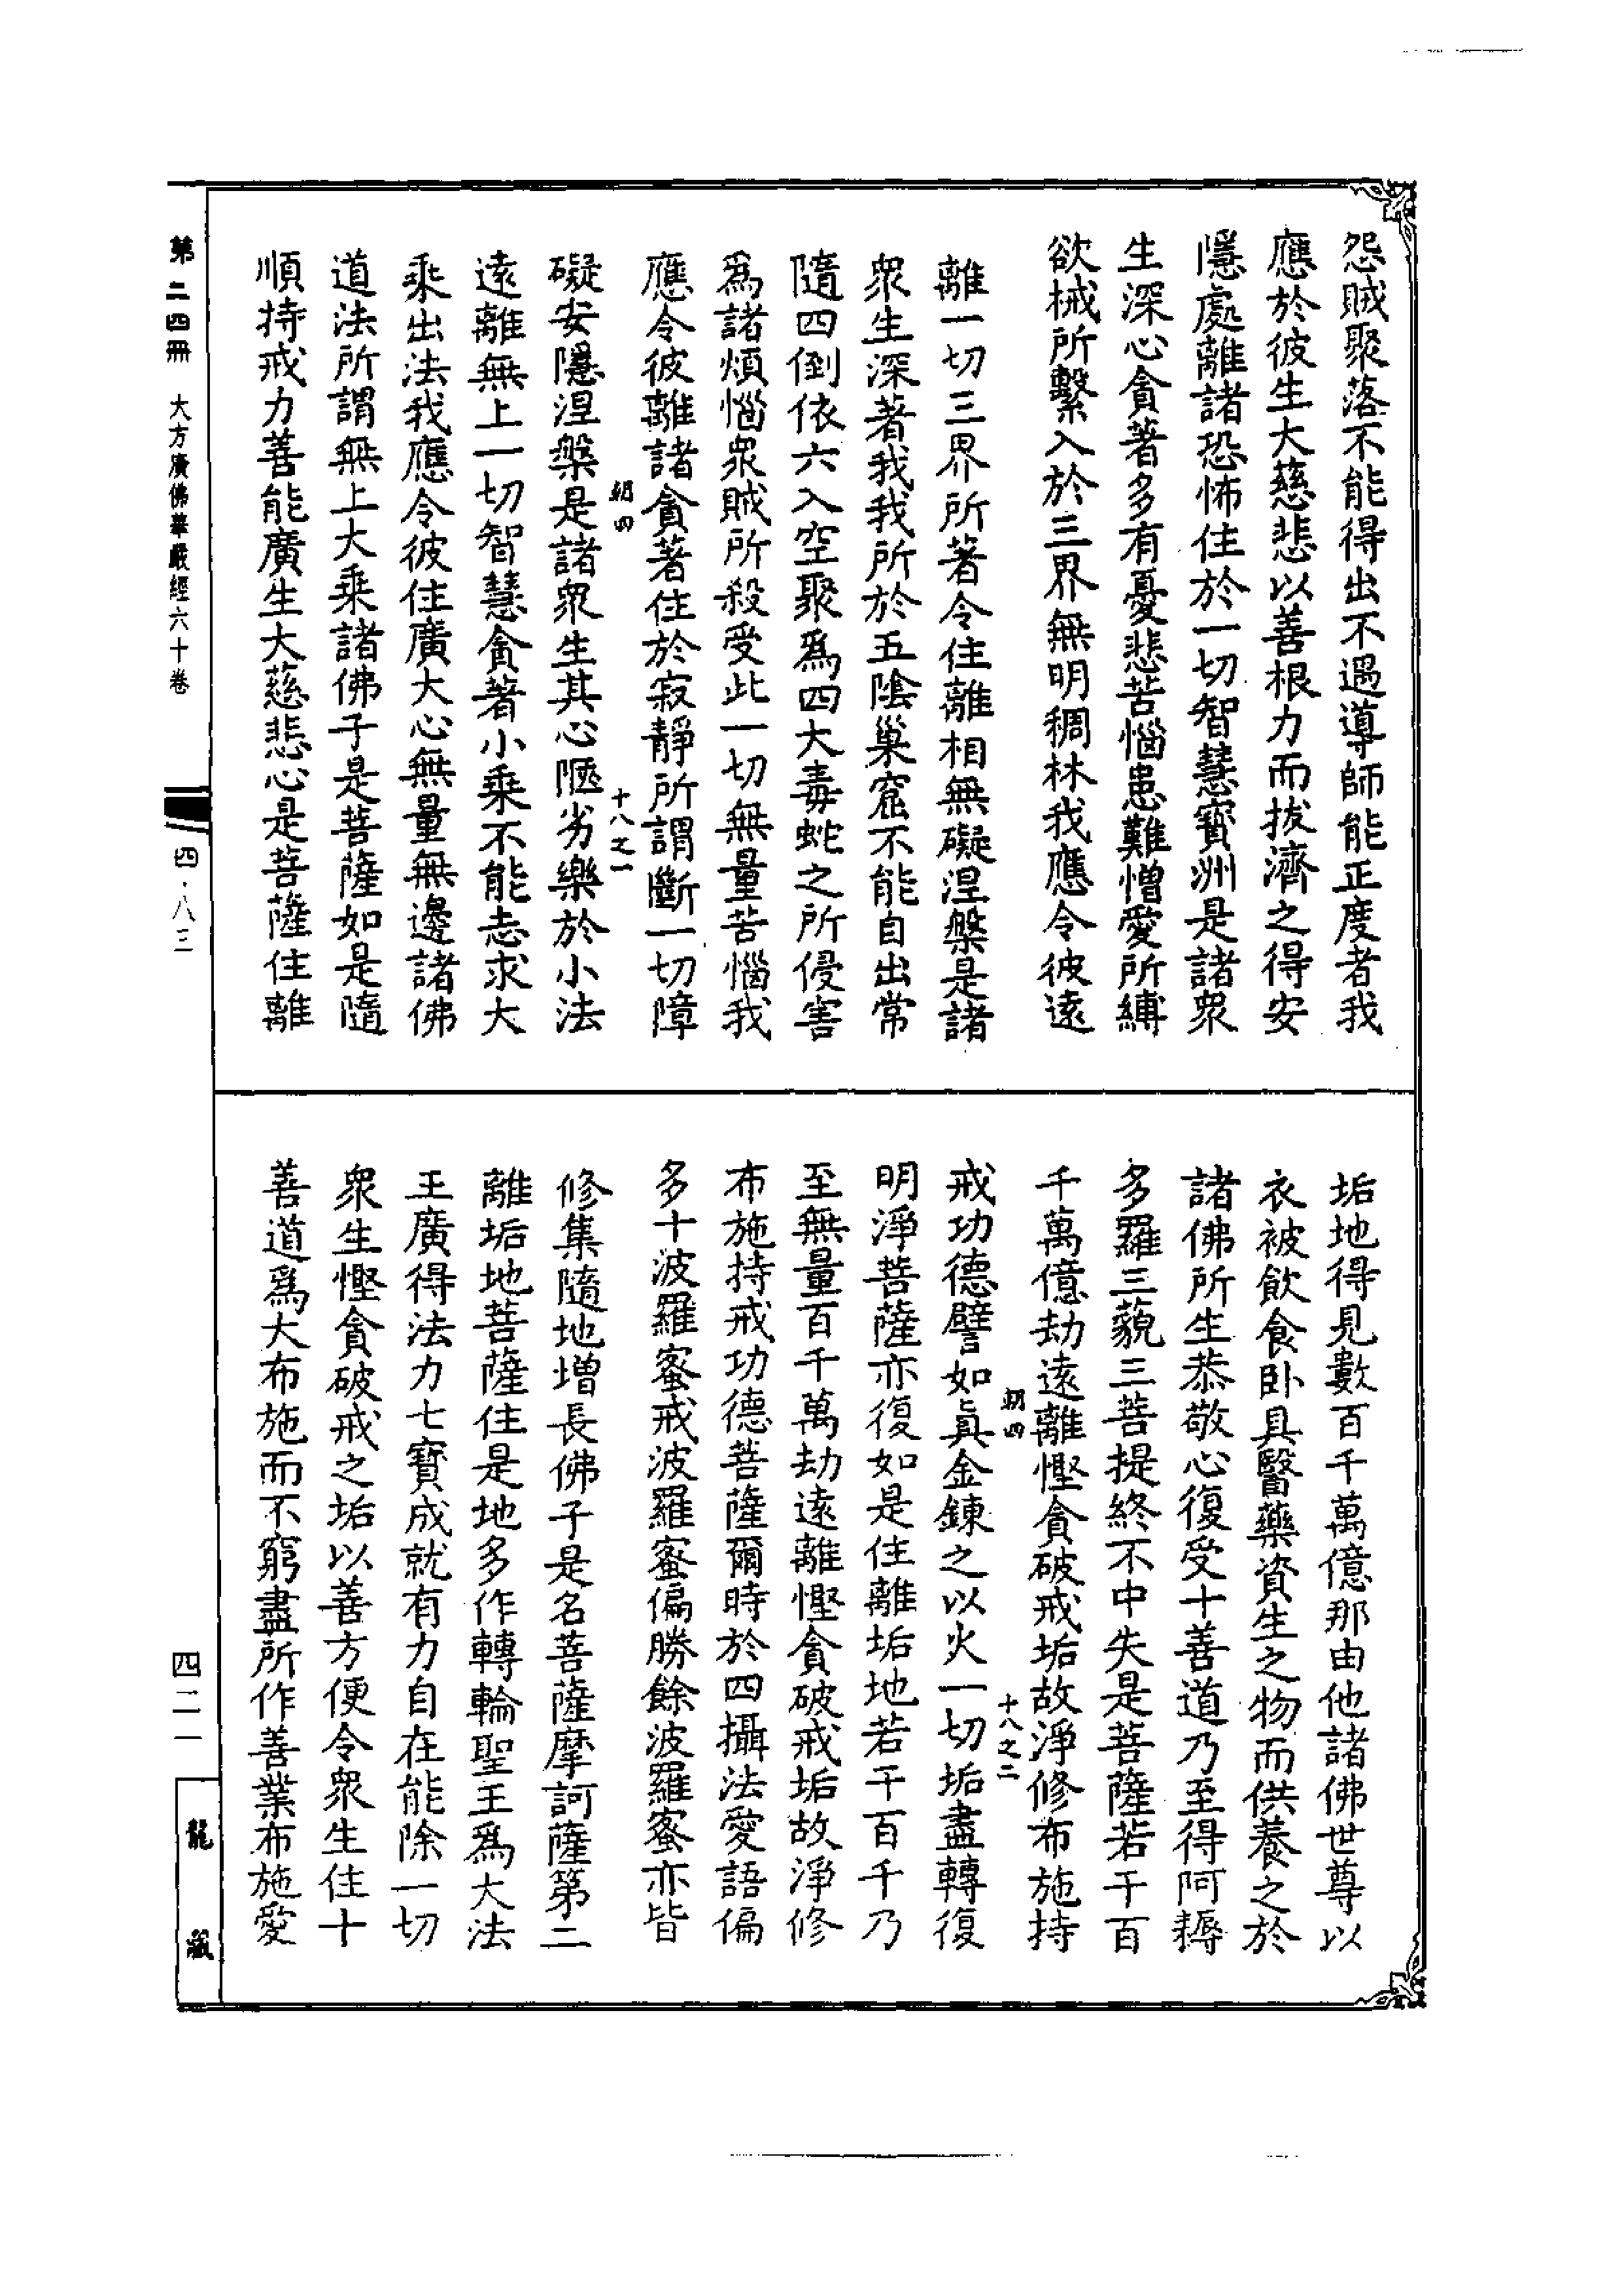 怨賊聚落不能得出不遇導師能正度者我
應於彼生大慈悲以善根力而拔濟之得安
隱處離諸恐怖住於一切智慧寶洲是諸衆
生深心貪著多有憂悲苦惱患難憎愛所縛
欲械所繫入於三界無明稠林我應令彼遠
離一切三界所著令住離相無礙涅槃是諸
衆生深著我我所於五陰巢窟不能自出常
隨四倒依六入空聚爲四大毒蛇之所侵害
爲諸煩惱衆賊所殺受此一切無量苦惱我
應令彼離諸貪著住於寂靜所謂斷一切障
朝四 十八之一
礙安隱涅槃是諸衆生其心陋劣樂於小法
遠離無上一切智慧貪著小乘不能志求大
乘出法我應令彼住廣大心無量無邊諸佛
道法所謂無上大乘諸佛子是菩薩如是隨
順持戒力善能廣生大慈悲心是菩薩住離
垢地得見數百千萬億那由他諸佛世尊以
衣被飲食卧具醫藥資生之物而供養之於
諸佛所生恭敬心復受十善道乃至得阿耨
多羅三藐三菩提終不中失是菩薩若干百
千萬億劫遠離慳貪破戒垢故淨修布施持
朝四 十八之二
戒功德譬如眞金鍊之以火一切垢盡轉復
明淨菩薩亦復如是住離垢地若干百千乃
至無量百千萬劫遠離慳貪破戒垢故淨修
布施持戒功德菩薩爾時於四攝法愛語偏
多十波羅蜜戒波羅蜜偏勝餘波羅蜜亦皆
修集隨地增長佛子是名菩薩摩訶薩第二
離垢地菩薩住是地多作轉輪聖王爲大法
王廣得法力七寶成就有力自在能除一切
衆生慳貪破戒之垢以善方便令衆生住十
善道爲大布施而不窮盡所作善業布施愛
第二四冊 大方廣佛華嚴經六十卷
四·八三
四二一
龍藏